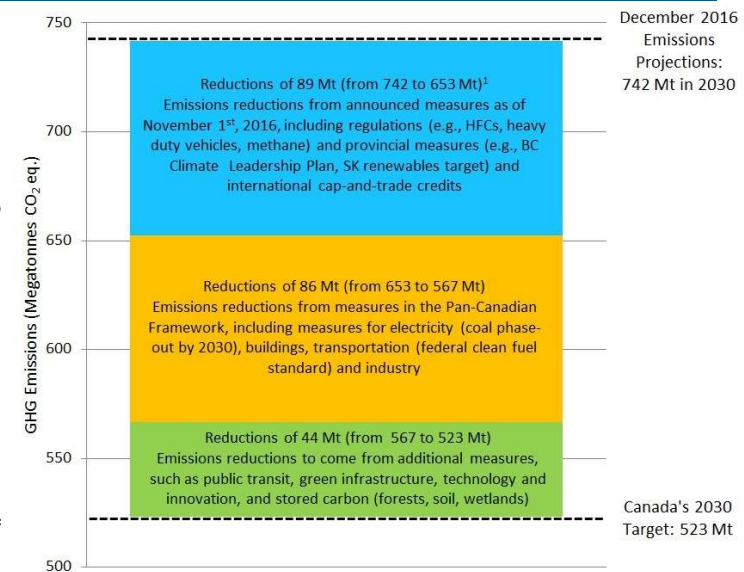 GHG Emissions (Megatonnes CO₂ eq.)
750
700
650
600
550
500
December 2016
Emissions
Projections:
742 Mt in 2030
Reductions of 89 Mt (from 742 to 653 Mt)¹
Emissions reductions from announced measures as of
November 1ˢᵗ, 2016, including regulations (e.g., HFCs, heavy
duty vehicles, methane) and provincial measures (e.g., BC
Climate Leadership Plan, SK renewables target) and
international cap-and-trade credits
Reductions of 86 Mt (from 653 to 567 Mt)
Emissions reductions from measures in the Pan-Canadian
Framework, including measures for electricity (coal phase-
out by 2030), buildings, transportation (federal clean fuel
standard) and industry
Reductions of 44 Mt (from 567 to 523 Mt)
Emissions reductions to come from additional measures,
such as public transit, green infrastructure, technology and
innovation, and stored carbon (forests, soil, wetlands)
Canada's 2030
Target: 523 Mt